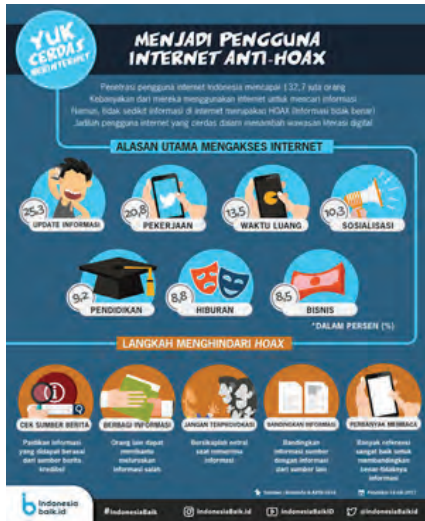 YUK
CERDAS
BERINTERNET
MENJADI PENGGUNA
INTERNET ANTI-HOAX
Penetrasi pengguna internet Indonesia mencapai 132,7 juta orang
Kebanyakan dari mereka menggunakan internet untuk mencari informasi
Namun, tidak sedikit informasi di internet merupakan HOAX (Informasi tidak benar)
Jadilah pengguna internet yang cerdas dalam menambah wawasan literasi digital
ALASAN UTAMA MENGAKSES INTERNET
25,3
UPDATE INFORMASI
20,8
PEKERJAAN
13,5
WAKTU LUANG
10,3
SOSIALISASI
9,2
PENDIDIKAN
8,8
HIBURAN
8,5
BISNIS
*DALAM PERSEN (%)
LANGKAH MENGHINDARI HOAX
CEK SUMBER BERITA
Pastikan informasi
yang didapat berasal
dari sumber berita
kredibel
BERBAGI INFORMASI
Orang lain dapat
membantu
meluruskan
informasi salah
JANGAN TERPROVOKASI
Bersikaplah netral
saat menerima
informasi
BANDINGKAN INFORMASI
Bandingkan
informasi sumber
dengan informasi
dari sumber lain
PERBANYAK MEMBACA
Banyak referensi
sangat baik untuk
membandingkan
benar-tidaknya
informasi
Indonesia
baik.id
#IndonesiaBaik
IndonesiaBaik.id
IndonesiaBaikID
@indonesiabaikid